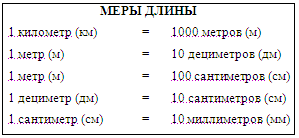 МЕРЫ ДЛИНЫ
1 километр (км) = 1000 метров (м)
1 метр (м) = 10 дециметров (дм)
1 метр (м) = 100 сантиметров (см)
1 дециметр (дм) = 10 сантиметров (см)
1 сантиметр (см) = 10 миллиметров (мм)